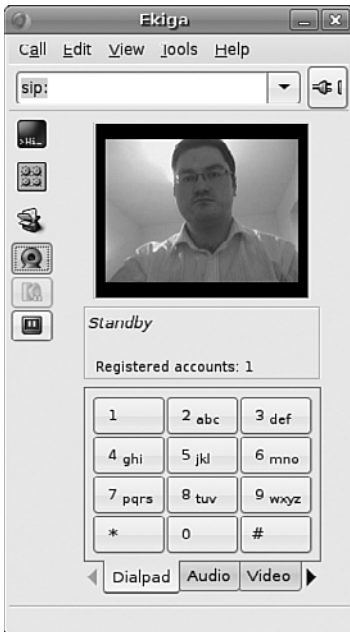 Ekiga
Call Edit View Tools Help
sip:
>Hi_
Standby
Registered accounts: 1
1 2 abc 3 def
4 ghi 5 jkl 6 mno
7 pqrs 8 tuv 9 wxyz
* 0 #
Dialpad Audio Video